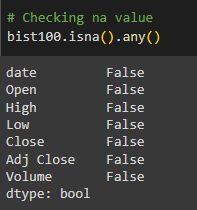 # Checking na value
bist100.isna().any()
date          False
Open          False
High          False
Low           False
Close         False
Adj Close     False
Volume        False
dtype: bool